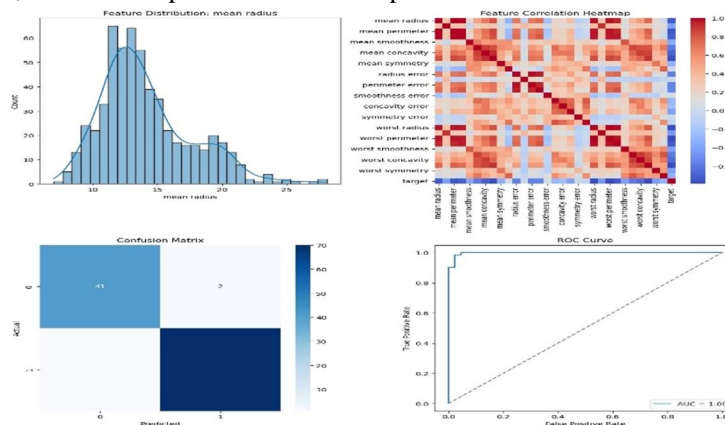 Feature Distribution: mean radius
60
50
40
30
20
10
0
Count
10
15
20
25
mean radius
Feature Correlation Heatmap
mean radius
mean perimeter
mean smoothness
mean concavity
mean symmetry
radius error
perimeter error
smoothness error
concavity error
symmetry error
worst radius
worst perimeter
worst smoothness
worst concavity
worst symmetry
target
mean radius
mean perimeter
mean smoothness
mean concavity
mean symmetry
radius error
perimeter error
smoothness error
concavity error
symmetry error
worst radius
worst perimeter
worst smoothness
worst concavity
worst symmetry
target
1.0
0.8
0.6
0.4
0.2
0.0
Confusion Matrix
41
2
0
1
Actual
0
1
Predicted
70
60
50
40
30
20
10
ROC Curve
1.0
0.8
0.6
0.4
0.2
0.0
True Positive Rate
0.0
0.2
0.4
0.6
0.8
1.0
False Positive Rate